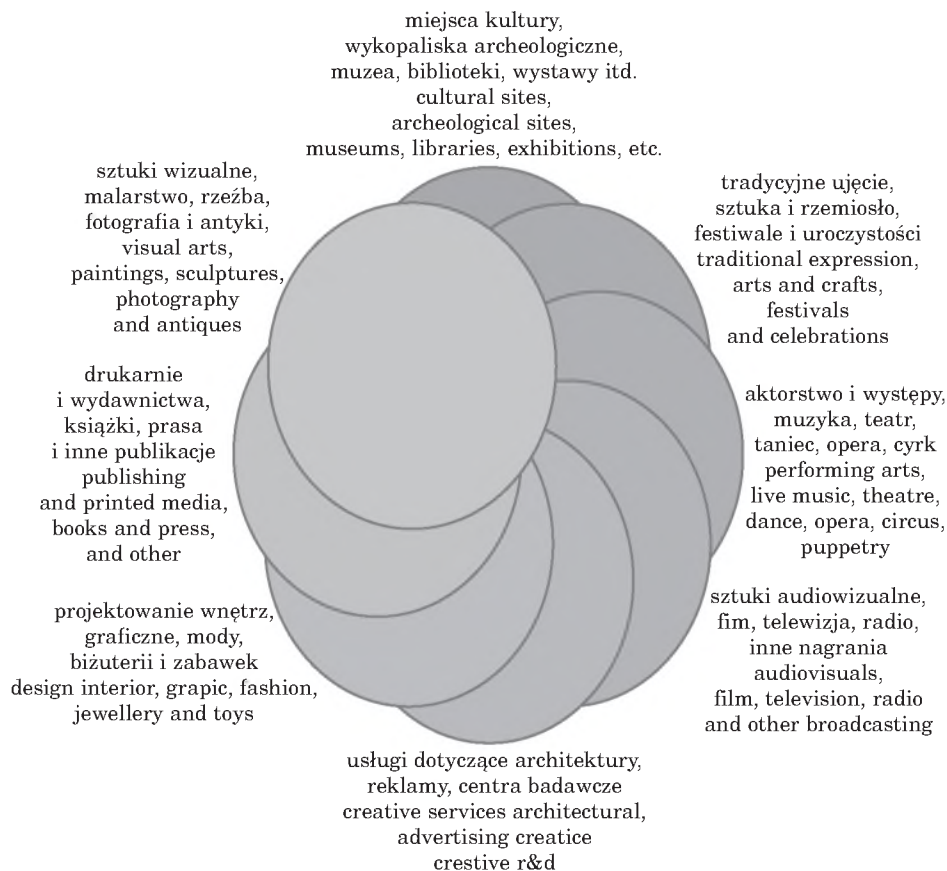 miejsca kultury,
wykopaliska archeologiczne,
muzea, biblioteki, wystawy itd.
cultural sites,
archeological sites,
museums, libraries, exhibitions, etc.
tradycyjne ujęcie,
sztuka i rzemiosło,
festiwale i uroczystości
traditional expression,
arts and crafts,
festivals
and celebrations
aktorstwo i występy,
muzyka, teatr,
taniec, opera, cyrk
performing arts,
live music, theatre,
dance, opera, circus,
puppetry
sztuki audiowizualne,
fim, telewizja, radio,
inne nagrania
audiovisuals,
film, television, radio
and other broadcasting
usługi dotyczące architektury,
reklamy, centra badawcze
creative services architectural,
advertising creatice
crestive r&d
projektowanie wnętrz,
graficzne, mody,
biżuterii i zabawek
design interior, grapic, fashion,
jewellery and toys
drukarnie
i wydawnictwa,
książki, prasa
i inne publikacje
publishing
and printed media,
books and press,
and other
sztuki wizualne,
malarstwo, rzeźba,
fotografia i antyki,
visual arts,
paintings, sculptures,
photography
and antiques